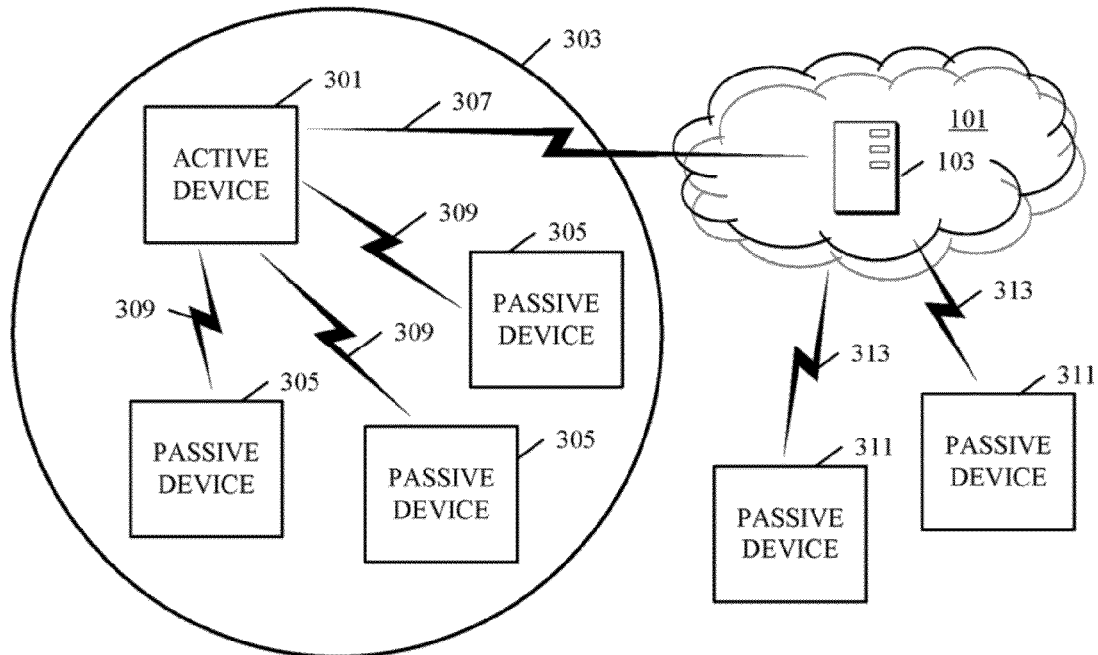 303
301
307
101
ACTIVE
DEVICE
103
309
305
PASSIVE
DEVICE
313
309
309
313
305
305
311
311
PASSIVE
DEVICE
PASSIVE
DEVICE
PASSIVE
DEVICE
PASSIVE
DEVICE